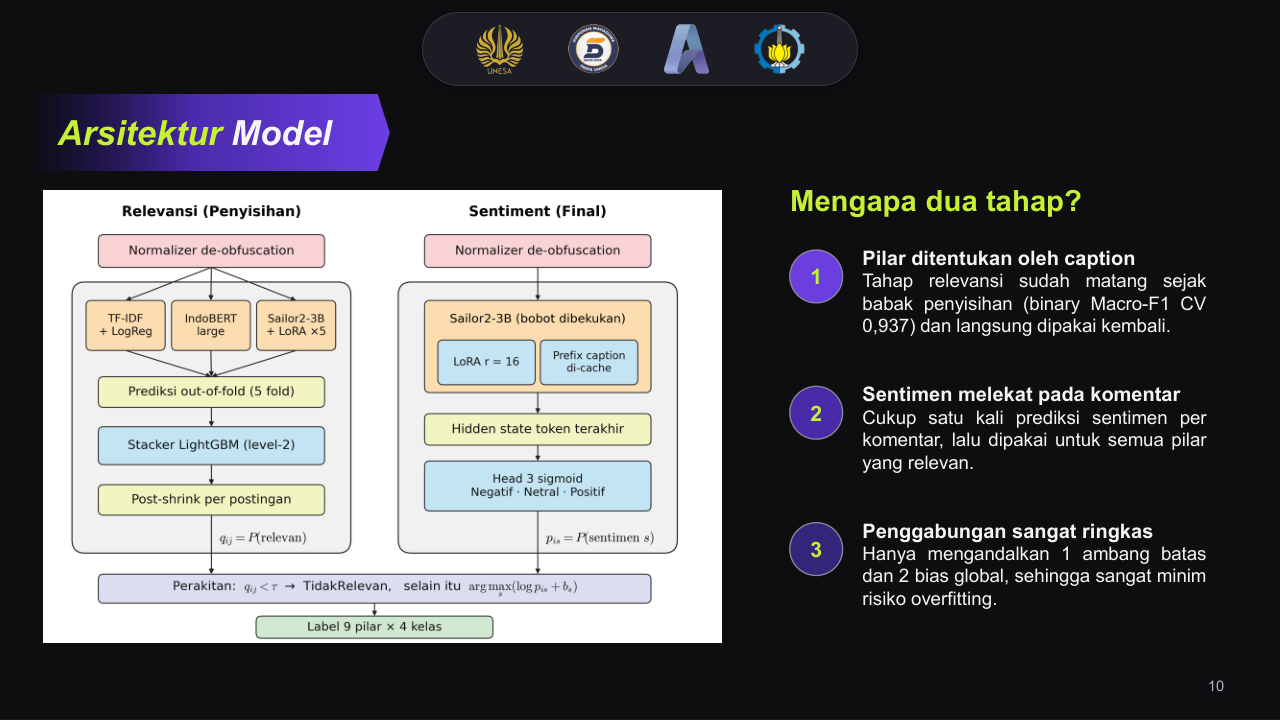 UNESA
HIMPUNAN MAHASISWA
Arsitektur Model
Relevansi (Penyisihan)
Normalizer de-obfuscation
TF-IDF
+ LogReg
IndoBERT
large
Sailor2-3B
+ LoRA ×5
Prediksi out-of-fold (5 fold)
Stacker LightGBM (level-2)
Post-shrink per postingan
q_ij = P(relevan)
Sentiment (Final)
Normalizer de-obfuscation
Sailor2-3B (bobot dibekukan)
LoRA r = 16
Prefix caption
di-cache
Hidden state token terakhir
Head 3 sigmoid
Negatif · Netral · Positif
p_is = P(sentimen s)
Perakitan: q_ij < τ → TidakRelevan, selain itu arg max_s (log p_is + b_s)
Label 9 pilar × 4 kelas
Mengapa dua tahap?
1
Pilar ditentukan oleh caption
Tahap relevansi sudah matang sejak
babak penyisihan (binary Macro-F1 CV
0,937) dan langsung dipakai kembali.
2
Sentimen melekat pada komentar
Cukup satu kali prediksi sentimen per
komentar, lalu dipakai untuk semua pilar
yang relevan.
3
Penggabungan sangat ringkas
Hanya mengandalkan 1 ambang batas
dan 2 bias global, sehingga sangat minim
risiko overfitting.
10